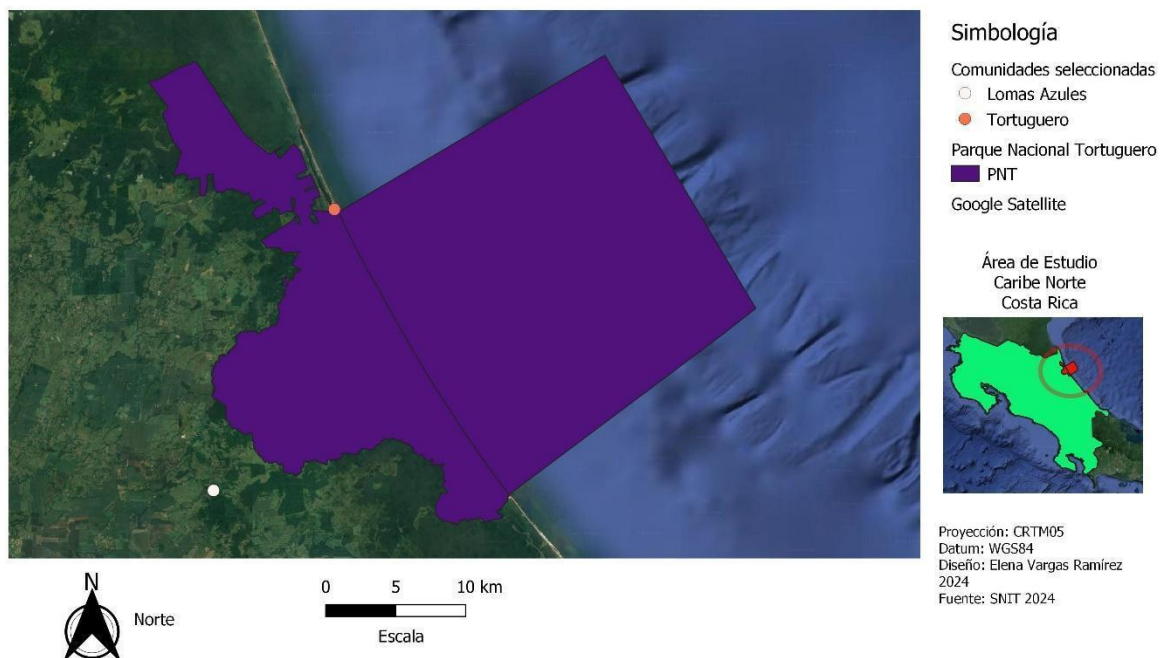 Simbología
Comunidades seleccionadas
Lomas Azules
Tortuguero
Parque Nacional Tortuguero
PNT
Google Satellite
Área de Estudio
Caribe Norte
Costa Rica
Proyección: CRTM05
Datum: WGS84
Diseño: Elena Vargas Ramírez
2024
Fuente: SNIT 2024
N
Norte
0 5 10 km
Escala